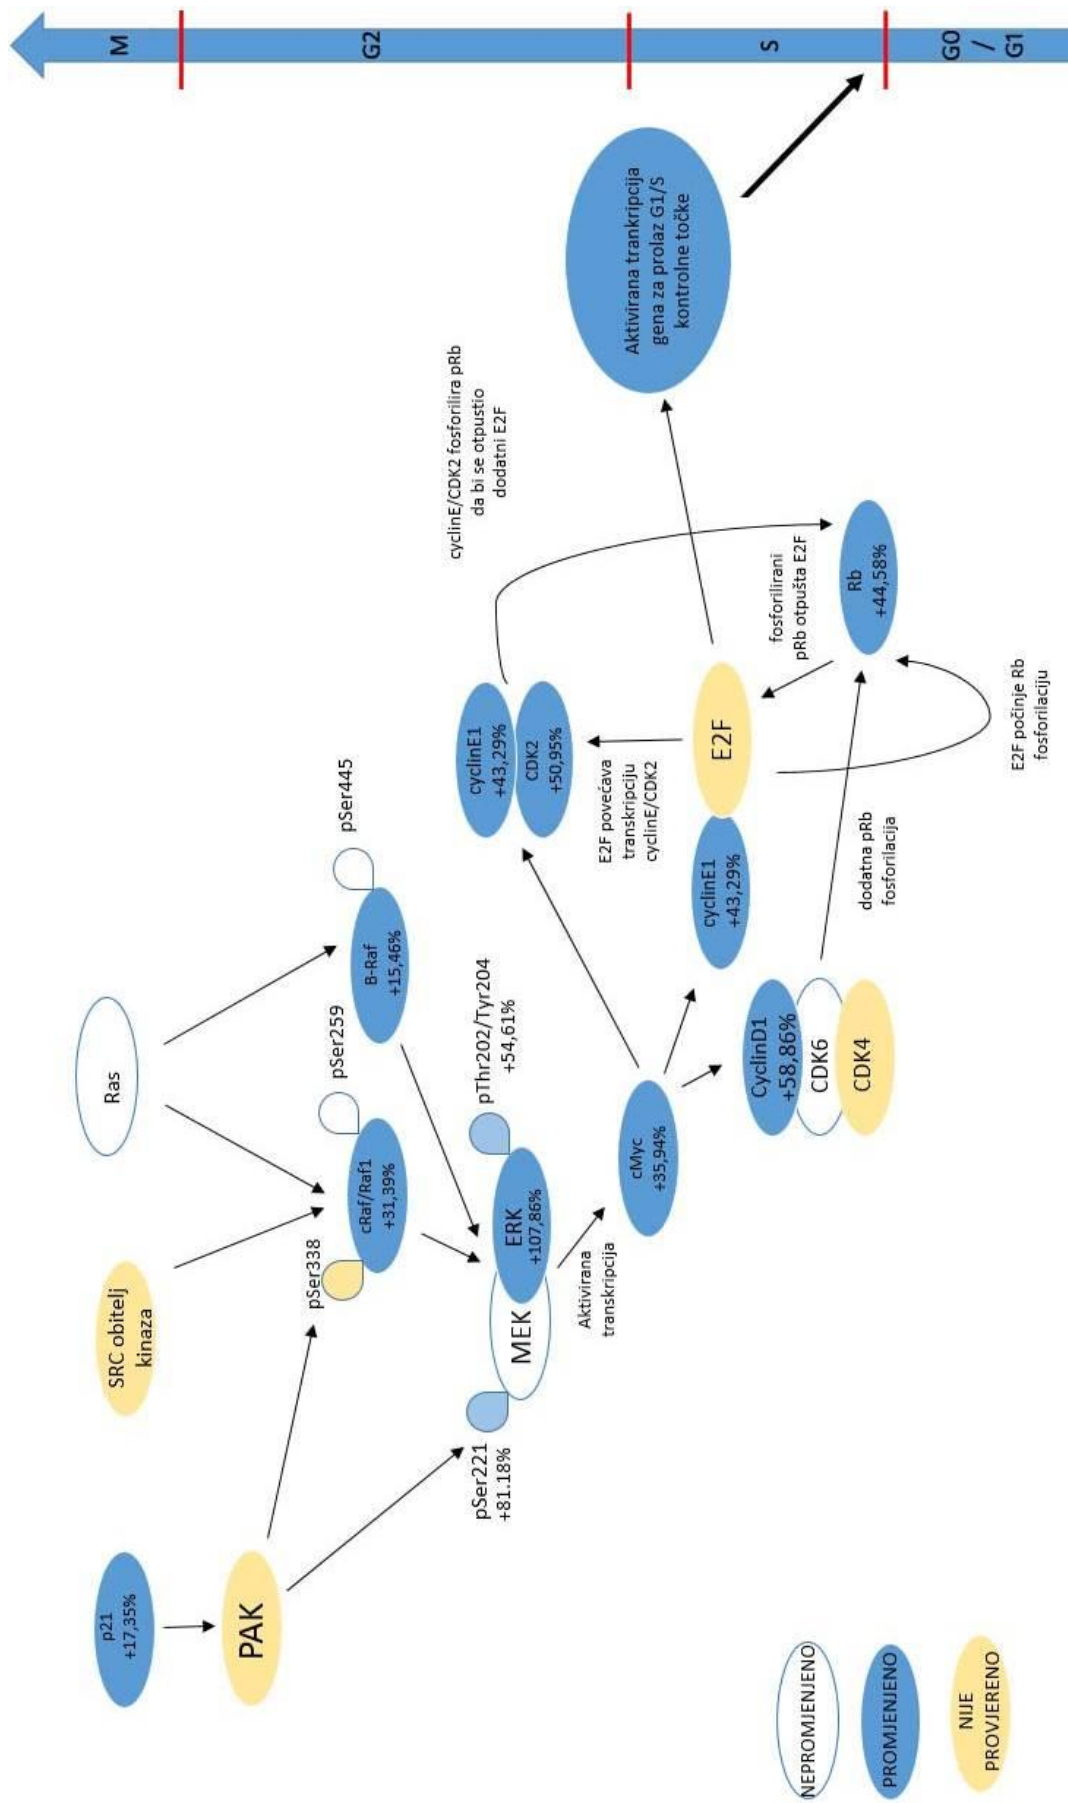 p21
+17,35%
PAK
SRC obitelj
kinaza
Ras
pSer338
cRaf/Raf1
+31,39%
pSer259
B-Raf
+15,46%
pSer445
pSer221
+81.18%
MEK
ERK
+107,86%
pThr202/Tyr204
+54,61%
Aktivirana
transkripcija
cMyc
+35,94%
CyclinD1
+58,86%
CDK6
CDK4
cyclinE1
+43,29%
E2F
cyclinE1
+43,29%
CDK2
+50,95%
E2F povećava
transkripciju
cyclinE/CDK2
cyclinE/CDK2 fosforilira pRb
da bi se otpustio
dodatni E2F
fosforilirani
pRb otpušta E2F
Rb
+44,58%
dodatna pRb
fosforilacija
E2F počinje Rb
fosforilaciju
Aktivirana trankripcija
gena za prolaz G1/S
kontrolne točke
M
G2
S
G0
/
G1
NEPROMJENJENO
PROMJENJENO
NIJE
PROVJERENO